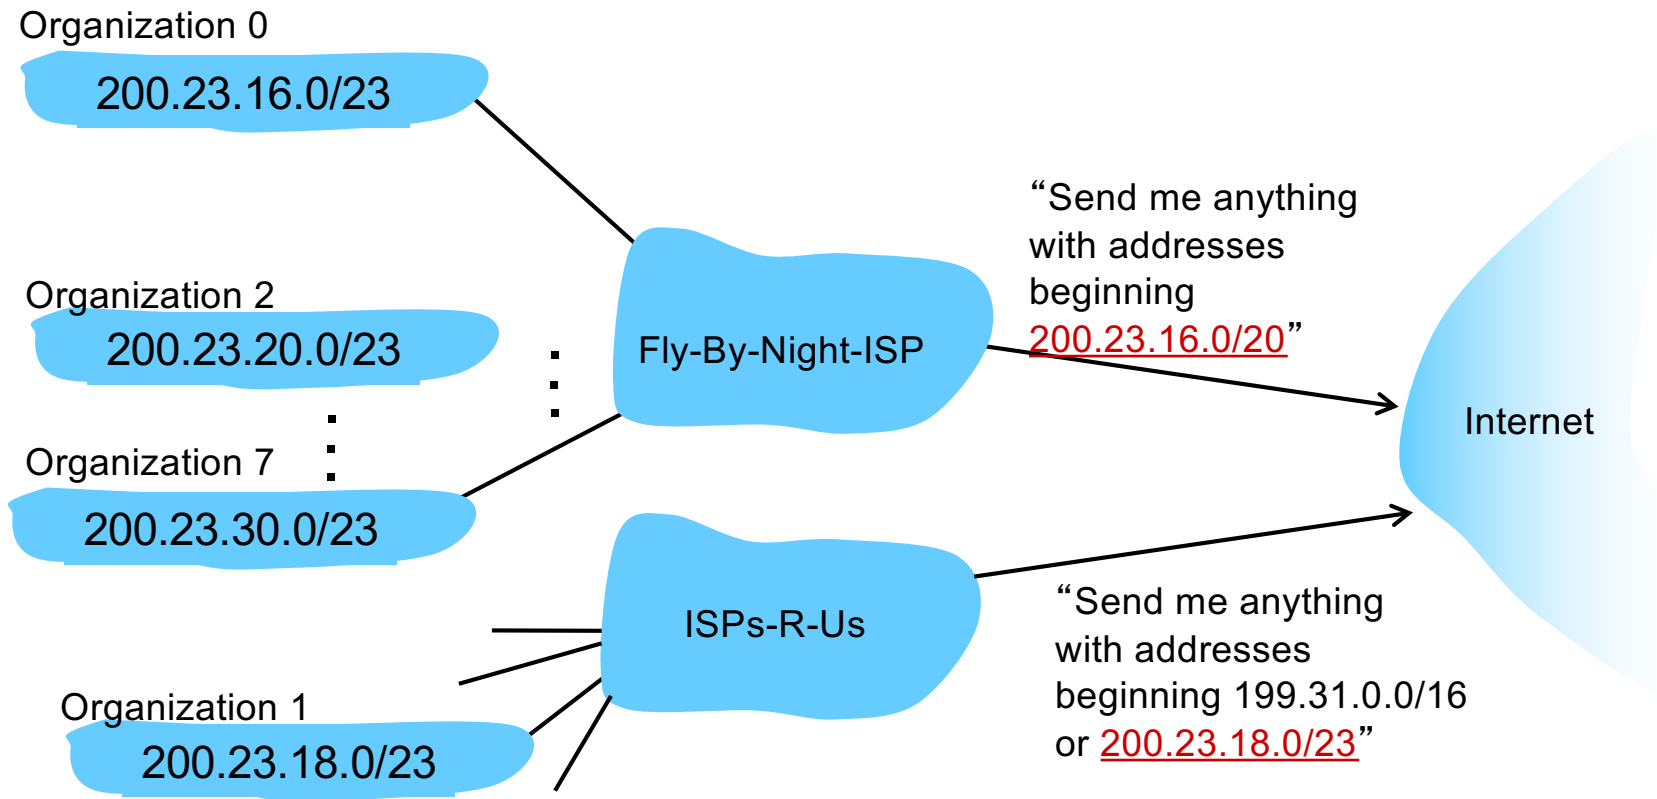 Organization 0
200.23.16.0/23
Organization 2
200.23.20.0/23
Organization 7
200.23.30.0/23
Organization 1
200.23.18.0/23
Fly-By-Night-ISP
ISPs-R-Us
“Send me anything
with addresses
beginning
200.23.16.0/20”
“Send me anything
with addresses
beginning 199.31.0.0/16
or 200.23.18.0/23”
Internet